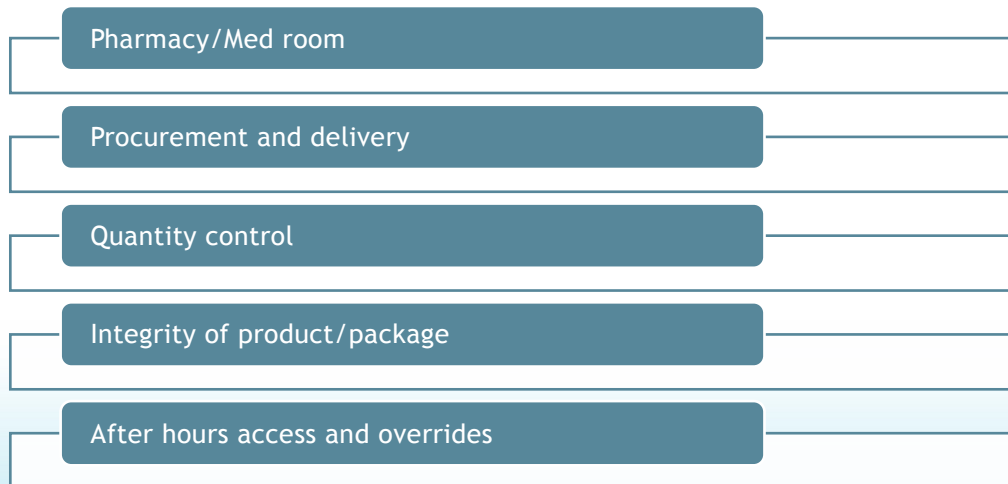 Pharmacy/Med room
Procurement and delivery
Quantity control
Integrity of product/package
After hours access and overrides